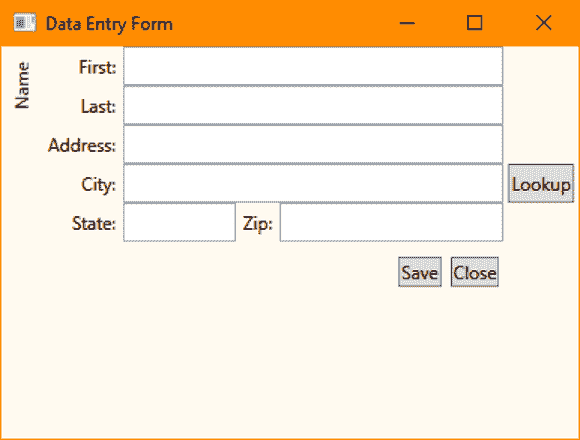 Data Entry Form
Name
First:
Last:
Address:
City:
Lookup
State:
Zip:
Save
Close